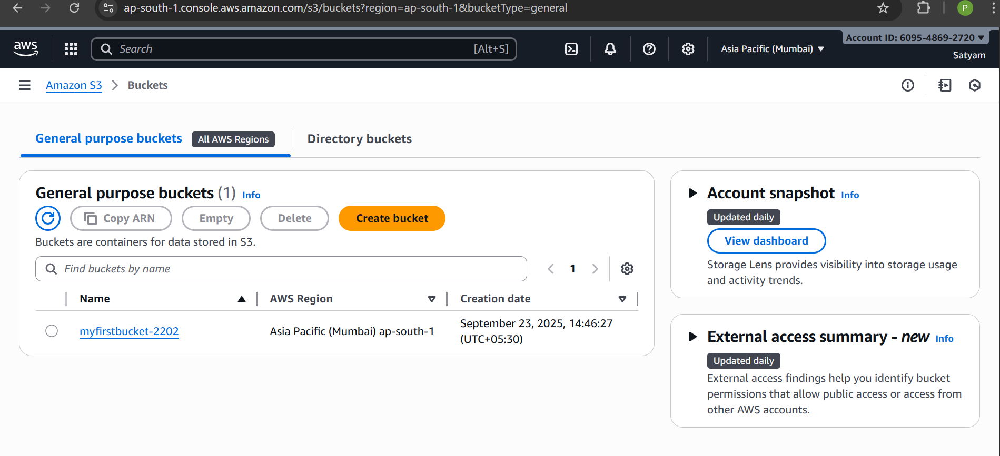 ap-south-1.console.aws.amazon.com/s3/buckets?region=ap-south-1&bucketType=general
P
aws
Search
[Alt+S]
Asia Pacific (Mumbai)
Account ID: 6095-4869-2720
Satyam
Amazon S3 > Buckets
General purpose buckets
All AWS Regions
Directory buckets
General purpose buckets (1) Info
Copy ARN
Empty
Delete
Create bucket
Buckets are containers for data stored in S3.
Find buckets by name
1
Name
AWS Region
Creation date
myfirstbucket-2202
Asia Pacific (Mumbai) ap-south-1
September 23, 2025, 14:46:27
(UTC+05:30)
Account snapshot Info
Updated daily
View dashboard
Storage Lens provides visibility into storage usage
and activity trends.
External access summary - new Info
Updated daily
External access findings help you identify bucket
permissions that allow public access or access from
other AWS accounts.